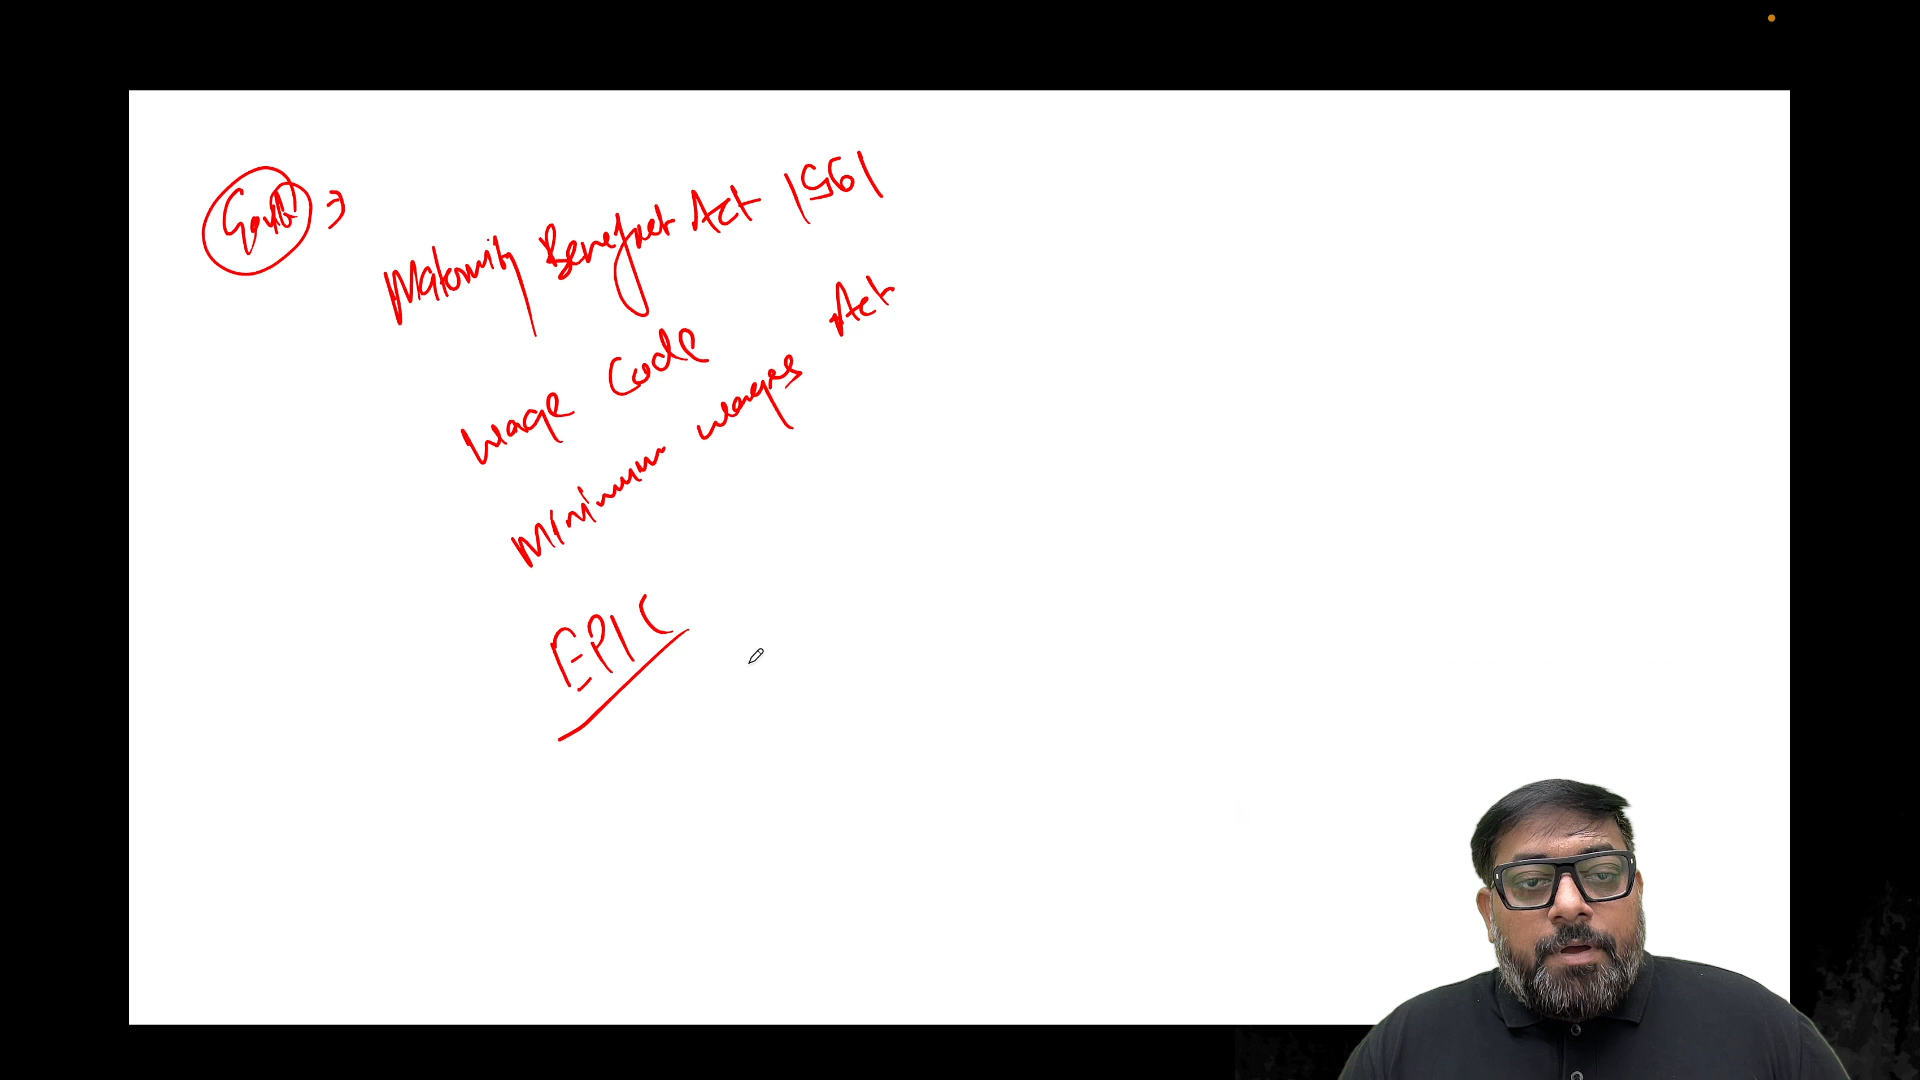 Govt →
Maternity Benefit Act 1961
Wage Code
Minimum wages Act
EPIC